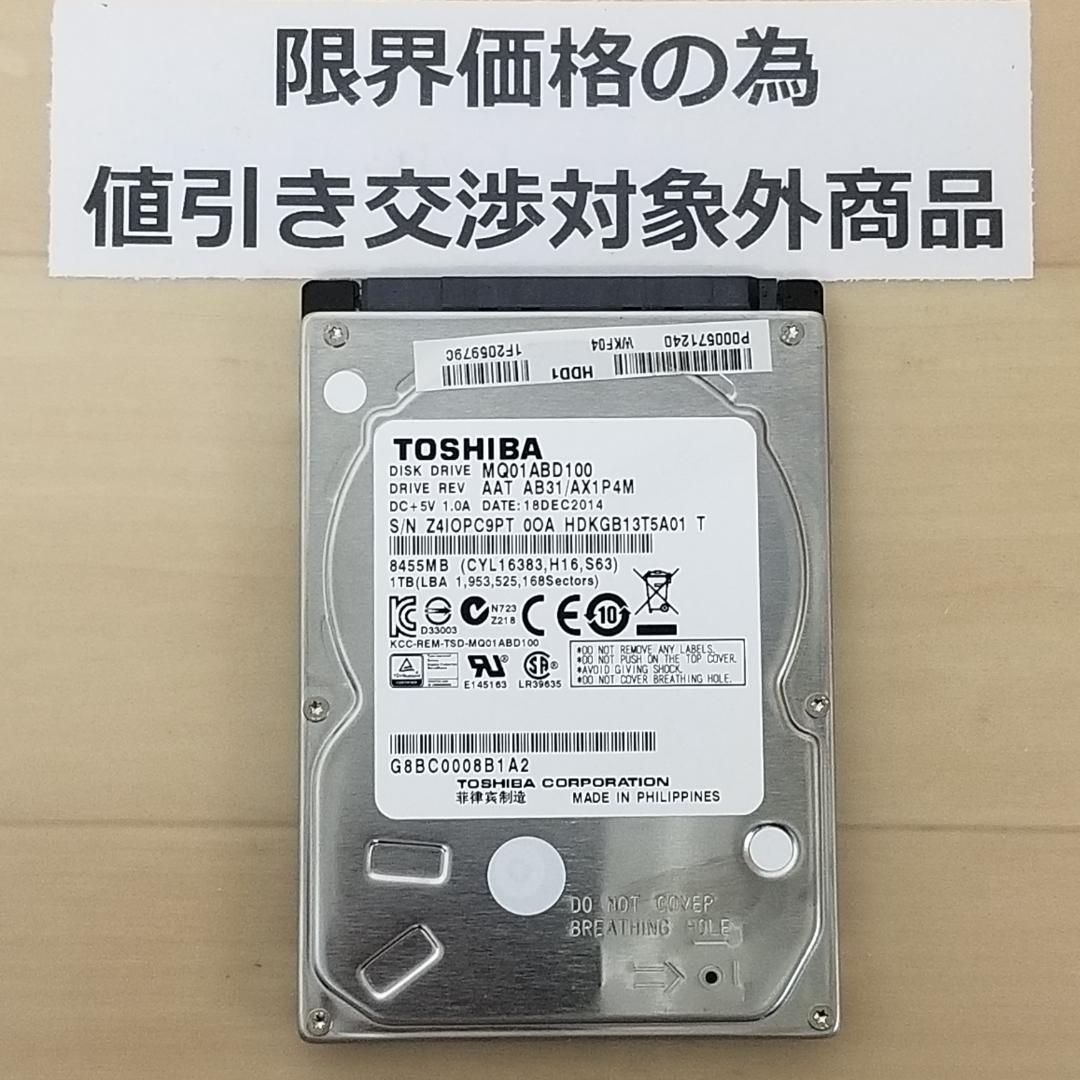 限界価格の為
値引き交渉対象外商品
P000571240 WKF04 1F205979C
HDD1
TOSHIBA
DISK DRIVE MQ01ABD100
DRIVE REV AAT AB31/AX1P4M
DC+5V 1.0A DATE:18DEC2014
S/N Z4IOPC9PT 00A HDKGB13T5A01 T
8455MB (CYL16383,H16,S63)
1TB(LBA 1,953,525,168Sectors)
D33003
N723
Z218
10
KCC-REM-TSD-MQ01ABD100
E145163
LR39635
*DO NOT REMOVE ANY LABELS.
*DO NOT PUSH ON THE TOP COVER.
*AVOID GIVING SHOCK.
*DO NOT COVER BREATHING HOLE.
G8BC0008B1A2
TOSHIBA CORPORATION
菲律宾制造 MADE IN PHILIPPINES
DO NOT COVER
BREATHING HOLE